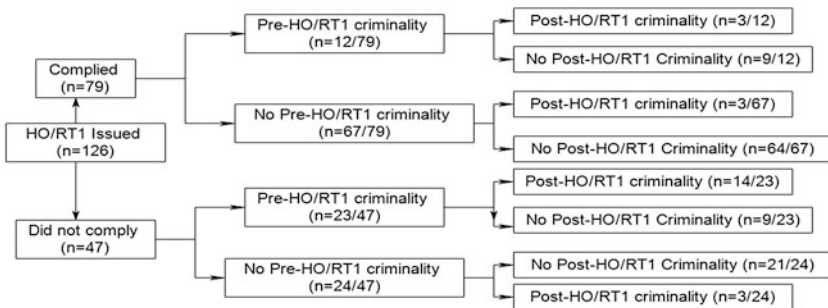 Pre-HO/RT1 criminality
(n=12/79)
Post-HO/RT1 criminality (n=3/12)
No Post-HO/RT1 Criminality (n=9/12)
Complied
(n=79)
No Pre-HO/RT1 criminality
(n=67/79)
Post-HO/RT1 criminality (n=3/67)
No Post-HO/RT1 Criminality (n=64/67)
HO/RT1 Issued
(n=126)
Pre-HO/RT1 criminality
(n=23/47)
Post-HO/RT1 criminality (n=14/23)
No Post-HO/RT1 Criminality (n=9/23)
Did not comply
(n=47)
No Pre-HO/RT1 criminality
(n=24/47)
No Post-HO/RT1 Criminality (n=21/24)
Post-HO/RT1 criminality (n=3/24)